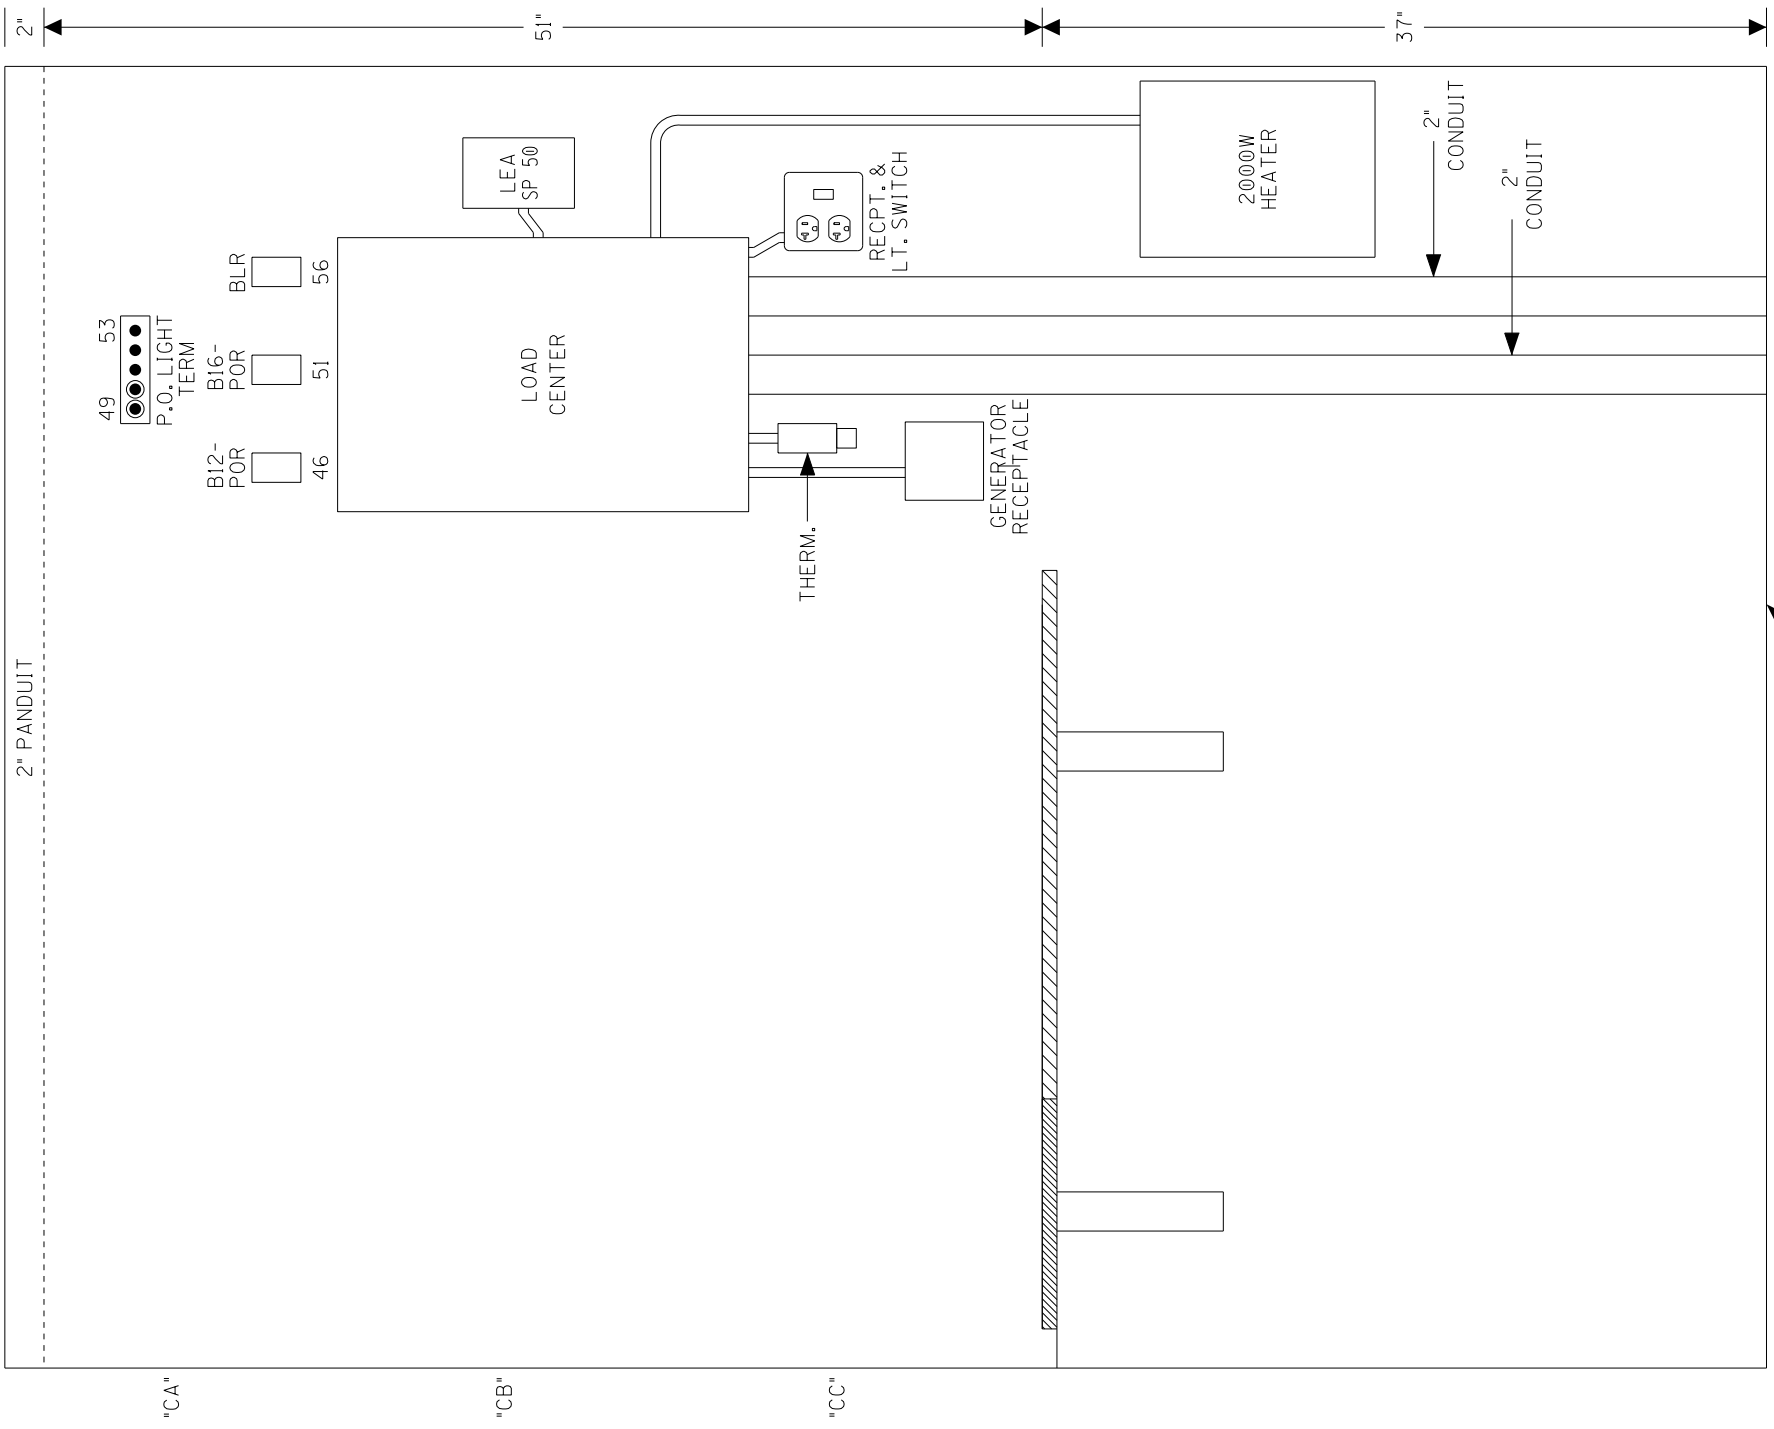 2" PANDUIT
2"
51"
37"
"CA"
"CB"
"CC"
49 53
P.O. LIGHT
TERM
B12-
POR
46
B16-
POR
51
BLR
56
LOAD
CENTER
LEA
SP 50
THERM.
RECPT. &
LT. SWITCH
GENERATOR
RECEPTACLE
2000W
HEATER
2"
CONDUIT
2"
CONDUIT